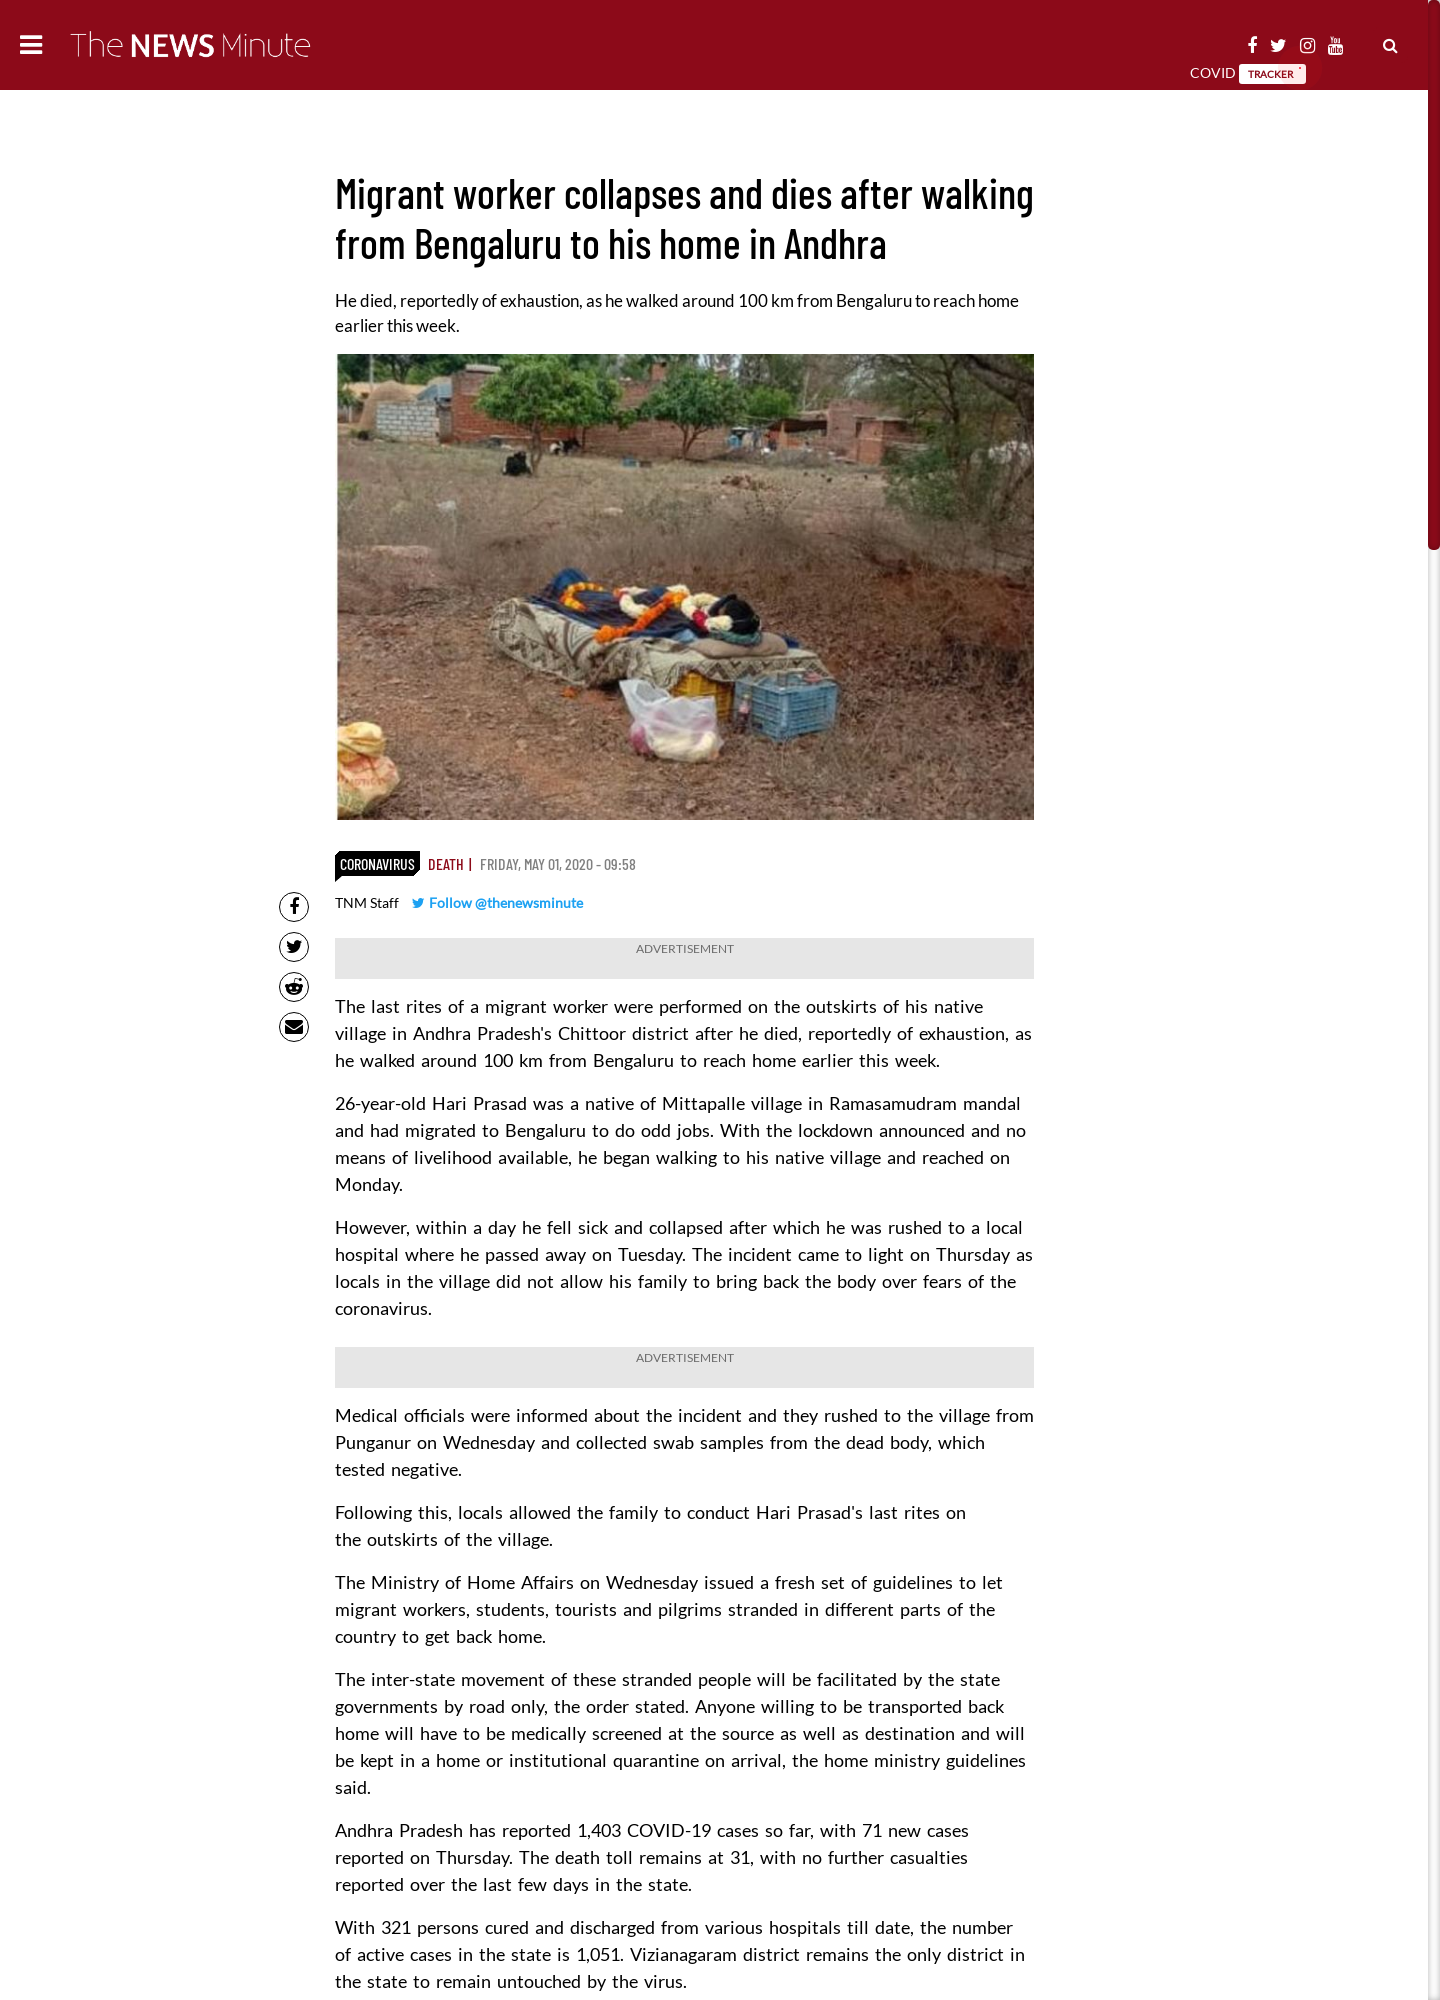 The NEWS Minute
COVID TRACKER
Migrant worker collapses and dies after walking
from Bengaluru to his home in Andhra
He died, reportedly of exhaustion, as he walked around 100 km from Bengaluru to reach home
earlier this week.
CORONAVIRUS DEATH | FRIDAY, MAY 01, 2020 - 09:58
TNM Staff Follow @thenewsminute
ADVERTISEMENT
The last rites of a migrant worker were performed on the outskirts of his native
village in Andhra Pradesh's Chittoor district after he died, reportedly of exhaustion, as
he walked around 100 km from Bengaluru to reach home earlier this week.
26-year-old Hari Prasad was a native of Mittapalle village in Ramasamudram mandal
and had migrated to Bengaluru to do odd jobs. With the lockdown announced and no
means of livelihood available, he began walking to his native village and reached on
Monday.
However, within a day he fell sick and collapsed after which he was rushed to a local
hospital where he passed away on Tuesday. The incident came to light on Thursday as
locals in the village did not allow his family to bring back the body over fears of the
coronavirus.
ADVERTISEMENT
Medical officials were informed about the incident and they rushed to the village from
Punganur on Wednesday and collected swab samples from the dead body, which
tested negative.
Following this, locals allowed the family to conduct Hari Prasad's last rites on
the outskirts of the village.
The Ministry of Home Affairs on Wednesday issued a fresh set of guidelines to let
migrant workers, students, tourists and pilgrims stranded in different parts of the
country to get back home.
The inter-state movement of these stranded people will be facilitated by the state
governments by road only, the order stated. Anyone willing to be transported back
home will have to be medically screened at the source as well as destination and will
be kept in a home or institutional quarantine on arrival, the home ministry guidelines
said.
Andhra Pradesh has reported 1,403 COVID-19 cases so far, with 71 new cases
reported on Thursday. The death toll remains at 31, with no further casualties
reported over the last few days in the state.
With 321 persons cured and discharged from various hospitals till date, the number
of active cases in the state is 1,051. Vizianagaram district remains the only district in
the state to remain untouched by the virus.